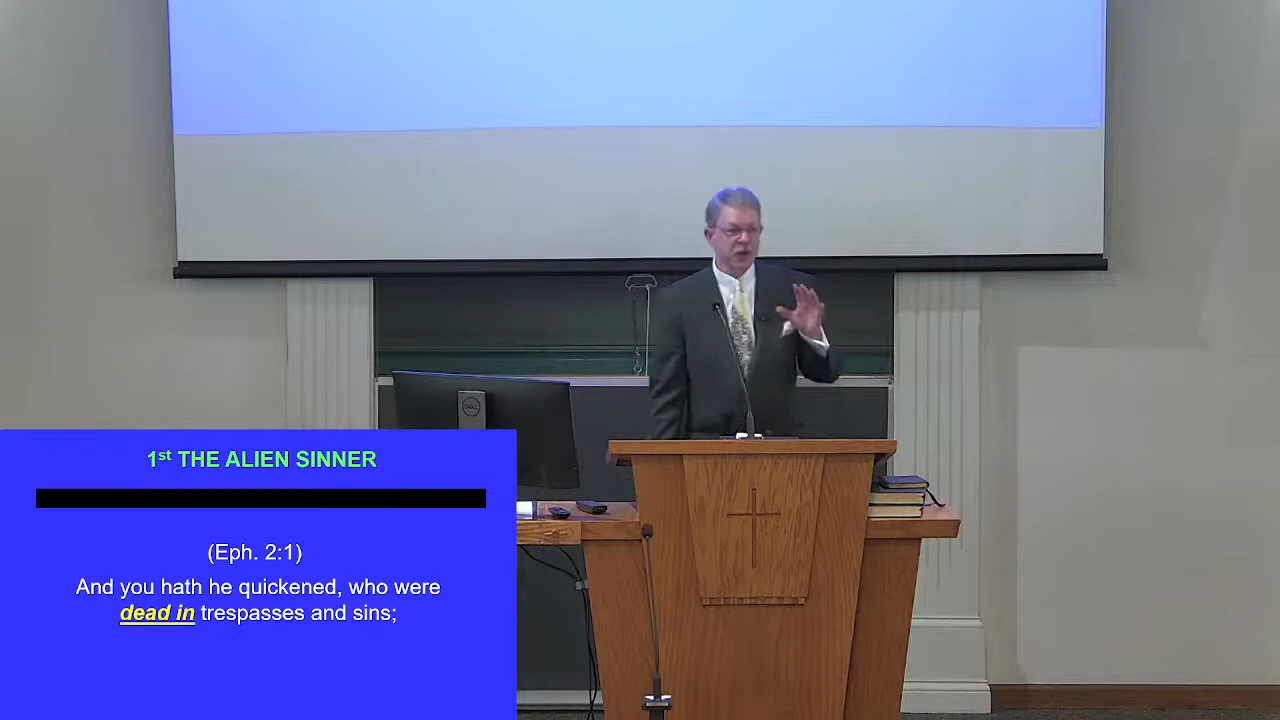 1st THE ALIEN SINNER
(Eph. 2:1)
And you hath he quickened, who were
dead in trespasses and sins;
DELL